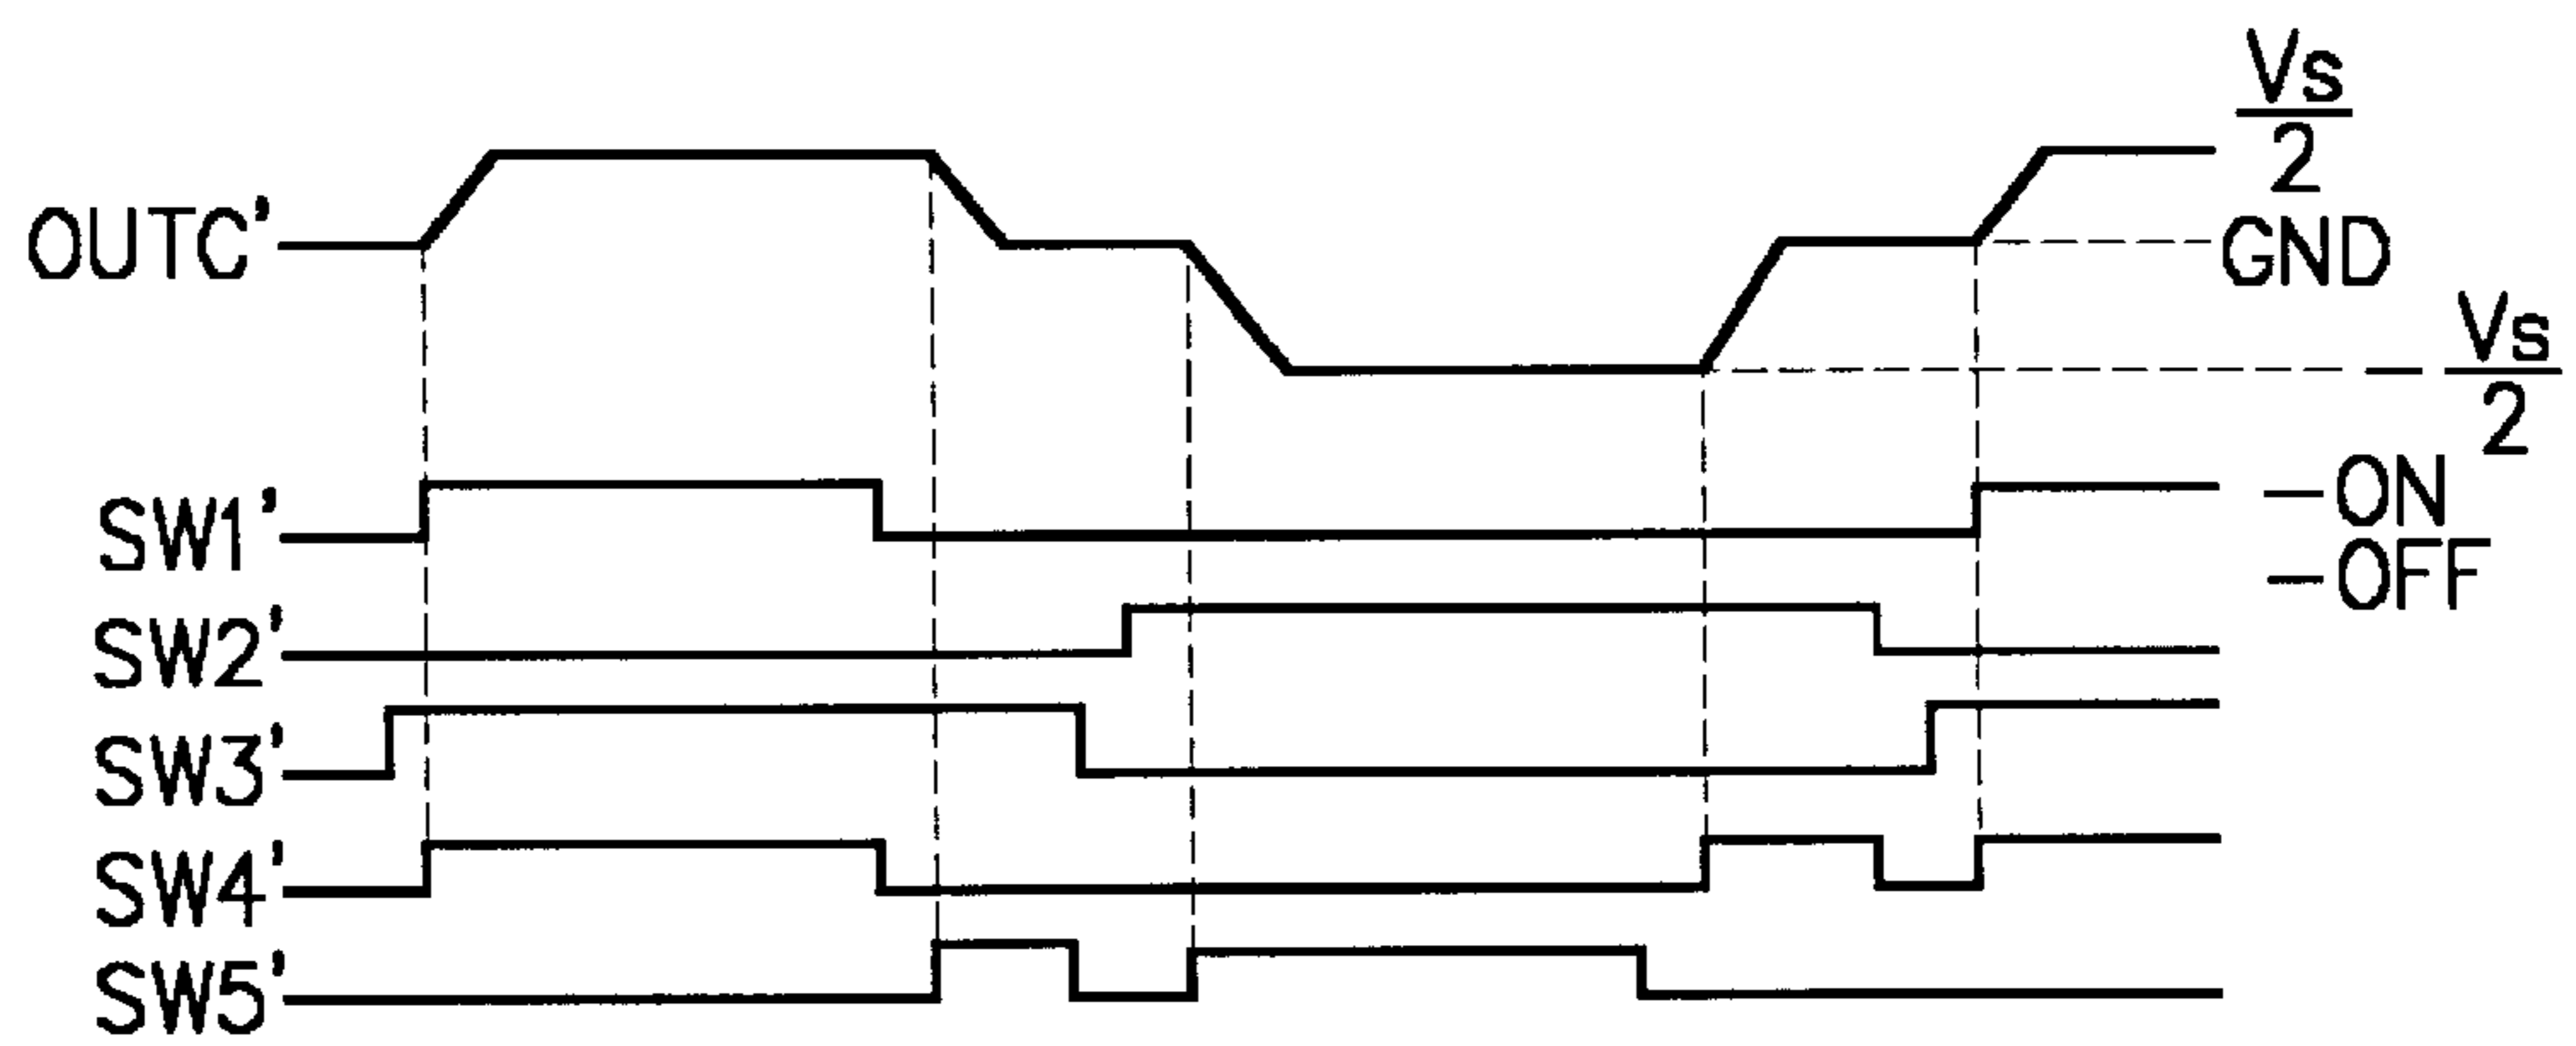 Vs
2
OUTC'
GND
- Vs
2
SW1'
-ON
-OFF
SW2'
SW3'
SW4'
SW5'